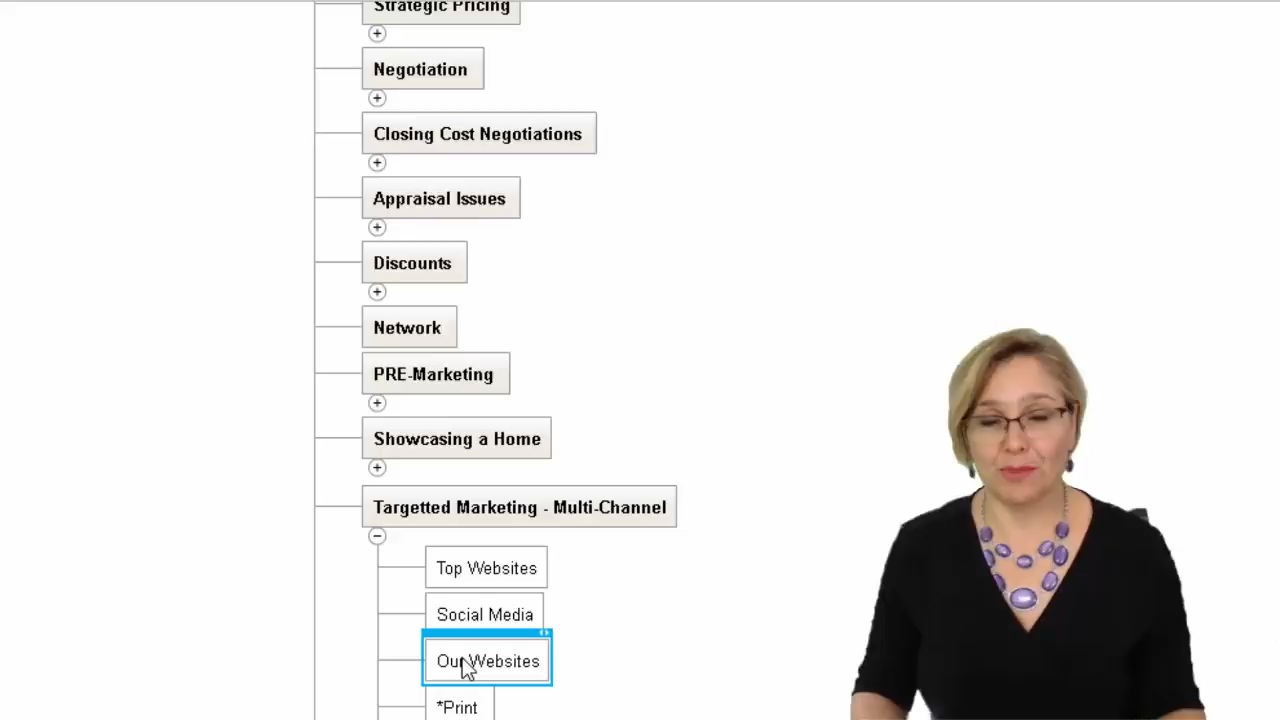 Strategic Pricing
Negotiation
Closing Cost Negotiations
Appraisal Issues
Discounts
Network
PRE-Marketing
Showcasing a Home
Targetted Marketing - Multi-Channel
Top Websites
Social Media
Our Websites
*Print